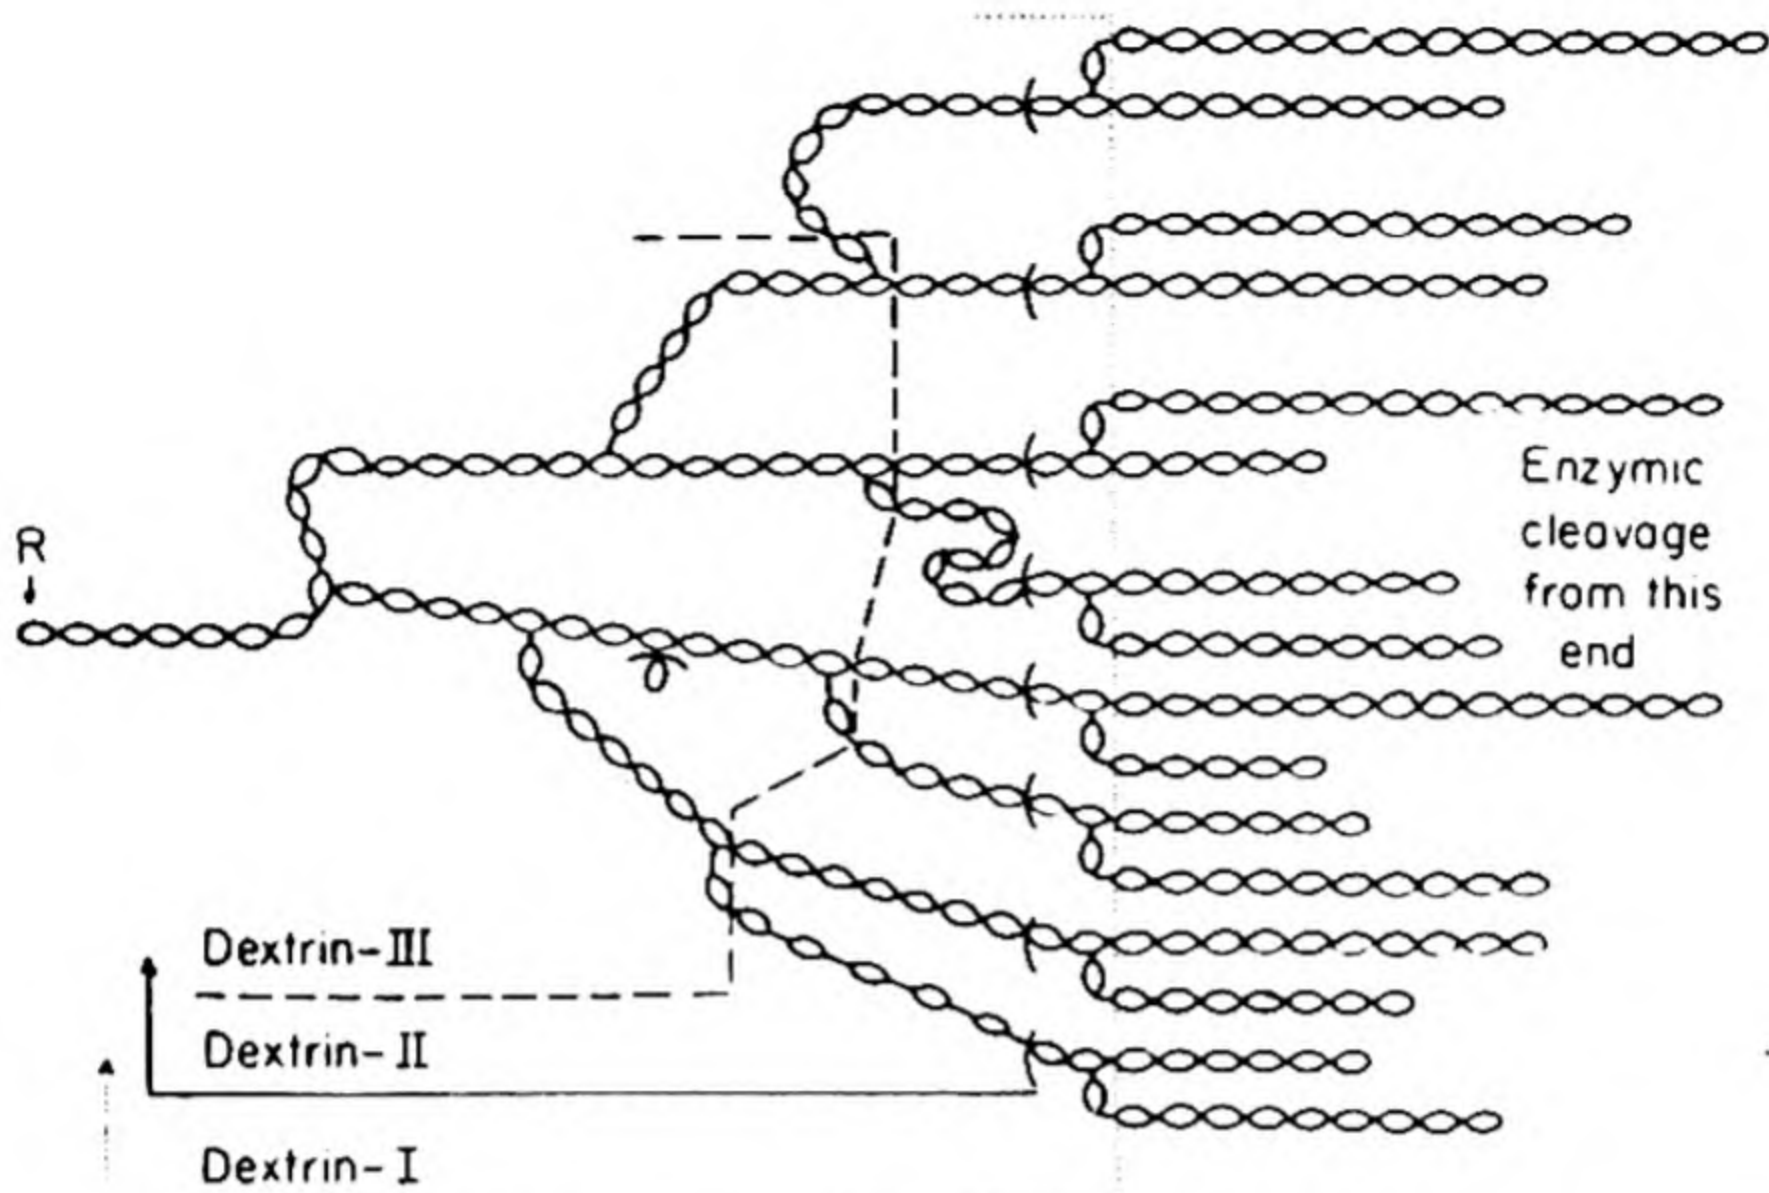 R
Enzymic
cleavage
from this
end
Dextrin-III
Dextrin-II
Dextrin-I